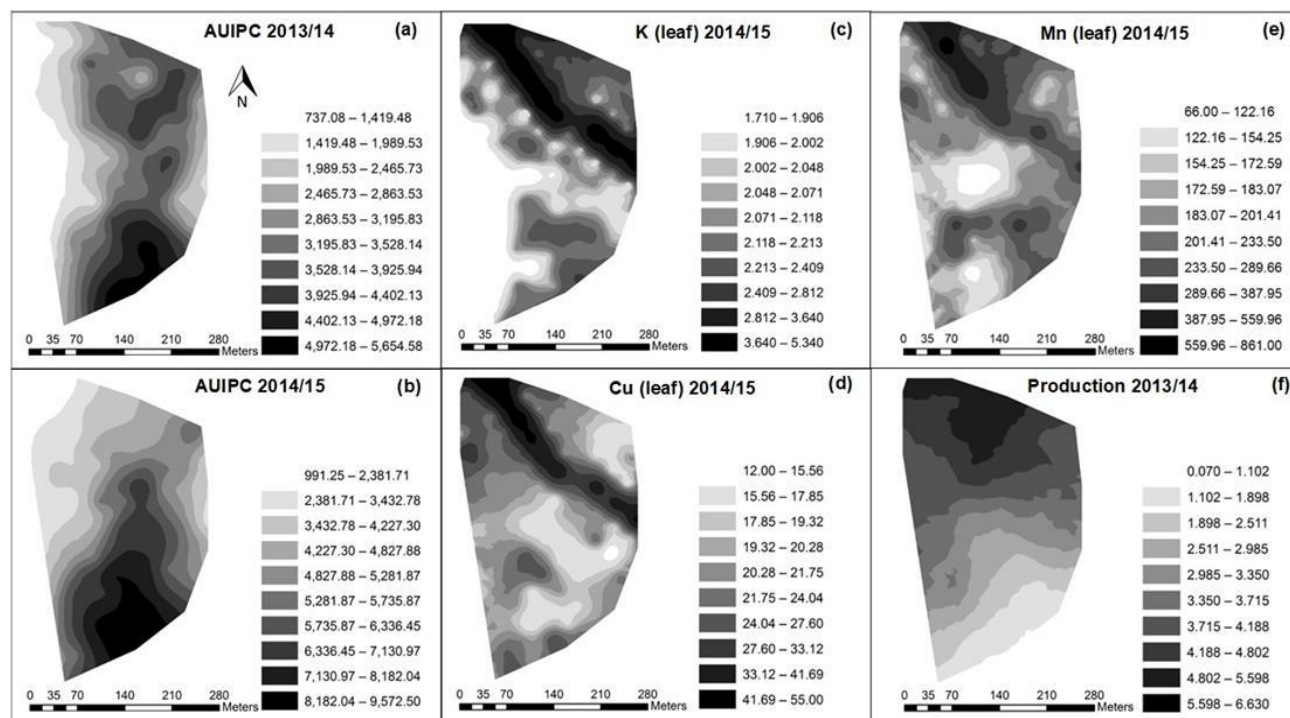 AUIPC 2013/14 (a)
N
737.08 – 1,419.48
1,419.48 – 1,989.53
1,989.53 – 2,465.73
2,465.73 – 2,863.53
2,863.53 – 3,195.83
3,195.83 – 3,528.14
3,528.14 – 3,925.94
3,925.94 – 4,402.13
4,402.13 – 4,972.18
4,972.18 – 5,654.58
0 35 70 140 210 280
Meters
K (leaf) 2014/15 (c)
1.710 – 1.906
1.906 – 2.002
2.002 – 2.048
2.048 – 2.071
2.071 – 2.118
2.118 – 2.213
2.213 – 2.409
2.409 – 2.812
2.812 – 3.640
3.640 – 5.340
0 35 70 140 210 280
Meters
Mn (leaf) 2014/15 (e)
66.00 – 122.16
122.16 – 154.25
154.25 – 172.59
172.59 – 183.07
183.07 – 201.41
201.41 – 233.50
233.50 – 289.66
289.66 – 387.95
387.95 – 559.96
559.96 – 861.00
0 35 70 140 210 280
Meters
AUIPC 2014/15 (b)
991.25 – 2,381.71
2,381.71 – 3,432.78
3,432.78 – 4,227.30
4,227.30 – 4,827.88
4,827.88 – 5,281.87
5,281.87 – 5,735.87
5,735.87 – 6,336.45
6,336.45 – 7,130.97
7,130.97 – 8,182.04
8,182.04 – 9,572.50
0 35 70 140 210 280
Meters
Cu (leaf) 2014/15 (d)
12.00 – 15.56
15.56 – 17.85
17.85 – 19.32
19.32 – 20.28
20.28 – 21.75
21.75 – 24.04
24.04 – 27.60
27.60 – 33.12
33.12 – 41.69
41.69 – 55.00
0 35 70 140 210 280
Meters
Production 2013/14 (f)
0.070 – 1.102
1.102 – 1.898
1.898 – 2.511
2.511 – 2.985
2.985 – 3.350
3.350 – 3.715
3.715 – 4.188
4.188 – 4.802
4.802 – 5.598
5.598 – 6.630
0 35 70 140 210 280
Meters